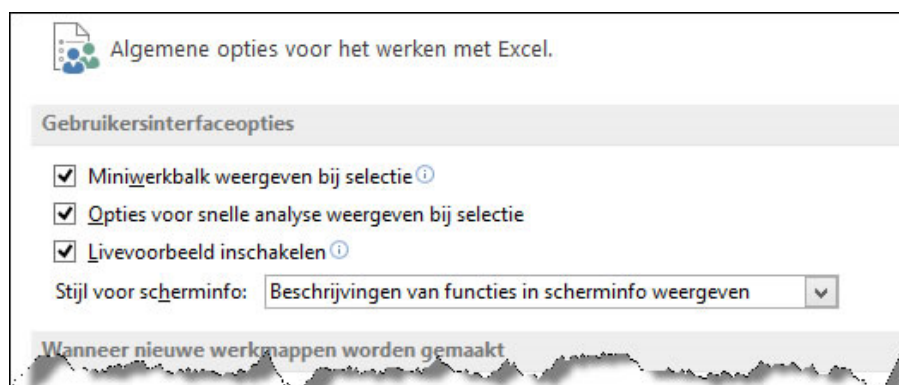 Algemene opties voor het werken met Excel.
Gebruikersinterfaceopties
Miniwerkbalk weergeven bij selectie
Opties voor snelle analyse weergeven bij selectie
Livevoorbeeld inschakelen
Stijl voor scherminfo: Beschrijvingen van functies in scherminfo weergeven
Wanneer nieuwe werkmappen worden gemaakt